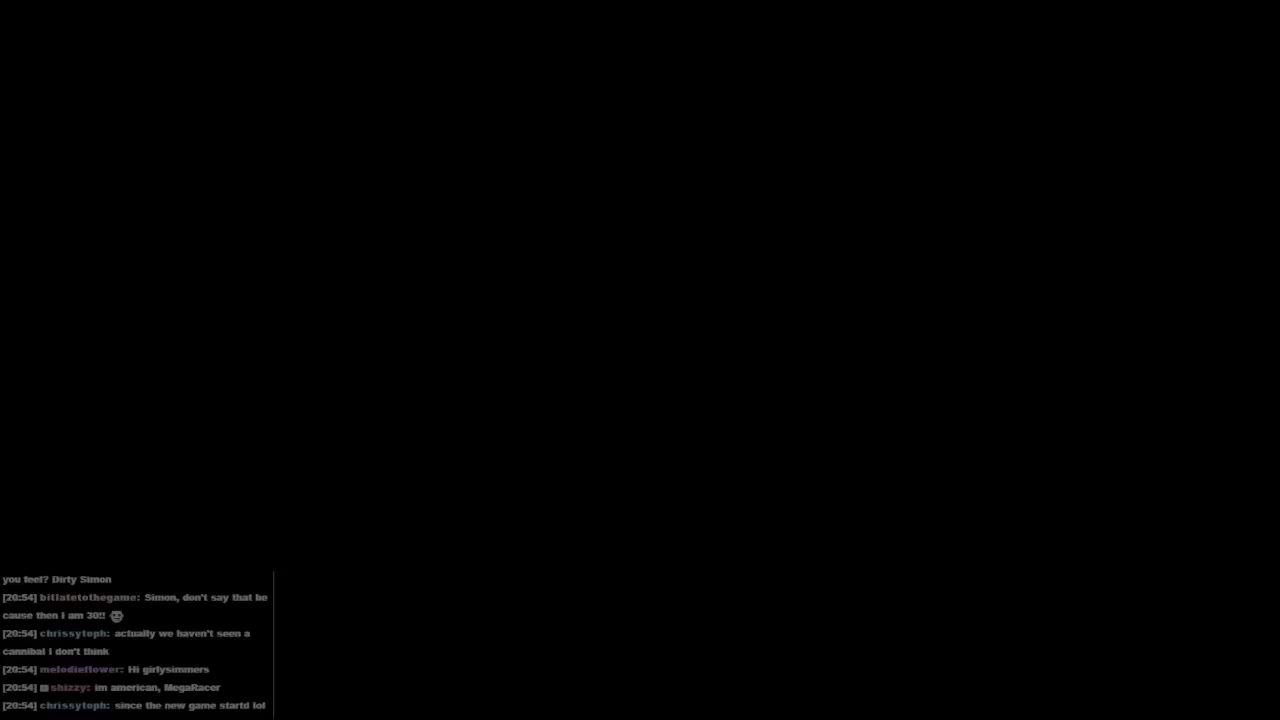 you feel? Dirty Simon
[20:54] bitlatetothegame: Simon, don't say that be
cause then I am 30!!
[20:54] chrissytoph: actually we haven't seen a
cannibal I don't think
[20:54] melodieflower: Hi girlysimmers
[20:54] shizzy: im american, MegaRacer
[20:54] chrissytoph: since the new game startd lol